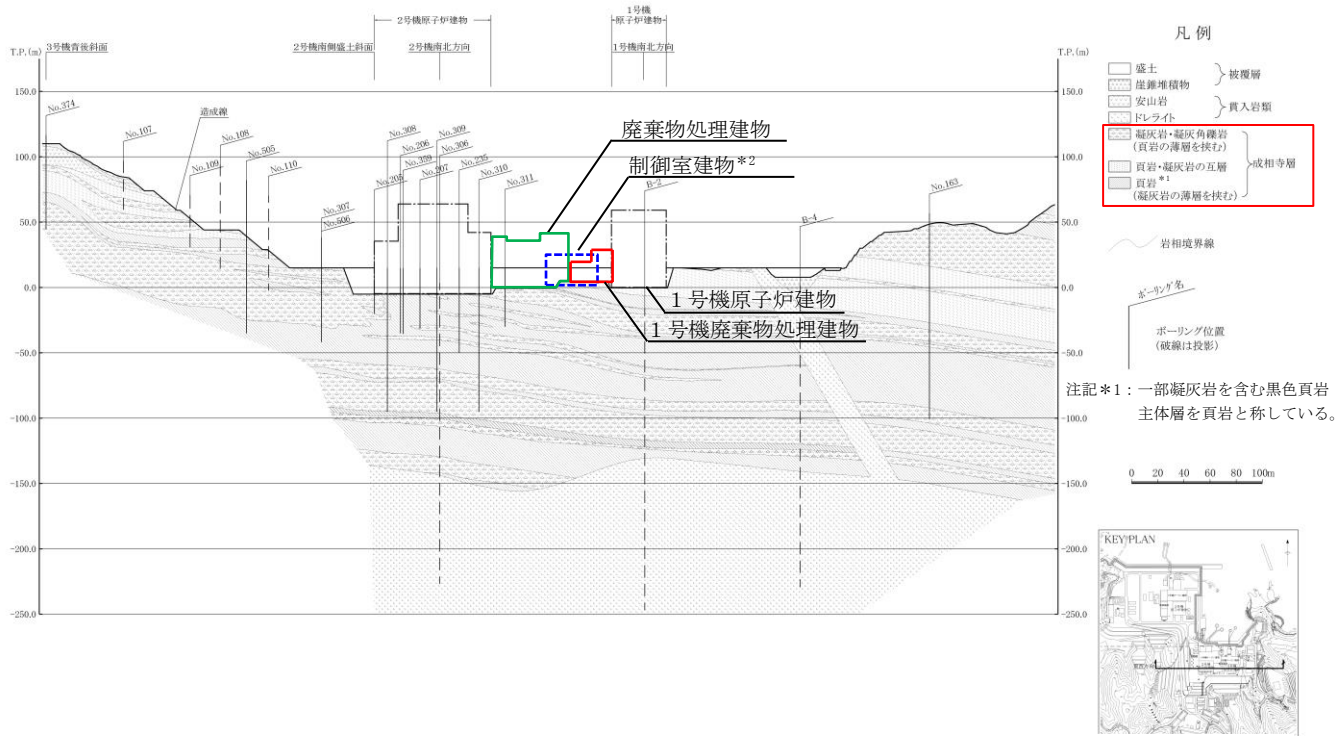 2号機原子炉建物
1号機
原子炉建物
3号機背後斜面
2号機南側盛土斜面
2号機南北方向
1号機南北方向
T.P.(m)
T.P.(m)
150.0
100.0
50.0
0.0
-50.0
-100.0
-150.0
-200.0
-250.0
150.0
100.0
50.0
0.0
-50.0
-100.0
-150.0
-200.0
-250.0
No.374
No.107
造成線
No.108
No.109
No.505
No.110
No.307
No.506
No.205
No.308
No.206
No.359
No.207
No.309
No.306
No.235
No.310
No.311
B-2
B-4
No.163
廃棄物処理建物
制御室建物*2
1号機原子炉建物
1号機廃棄物処理建物
凡例
盛土
崖錐堆積物
被覆層
安山岩
ドレライト
貫入岩類
凝灰岩・凝灰角礫岩
(頁岩の薄層を挟む)
頁岩・凝灰岩の互層
頁岩*1
(凝灰岩の薄層を挟む)
成相寺層
岩相境界線
ボーリング名
ボーリング位置
(破線は投影)
注記*1：一部凝灰岩を含む黒色頁岩
主体層を頁岩と称している。
0 20 40 60 80 100m
KEY PLAN